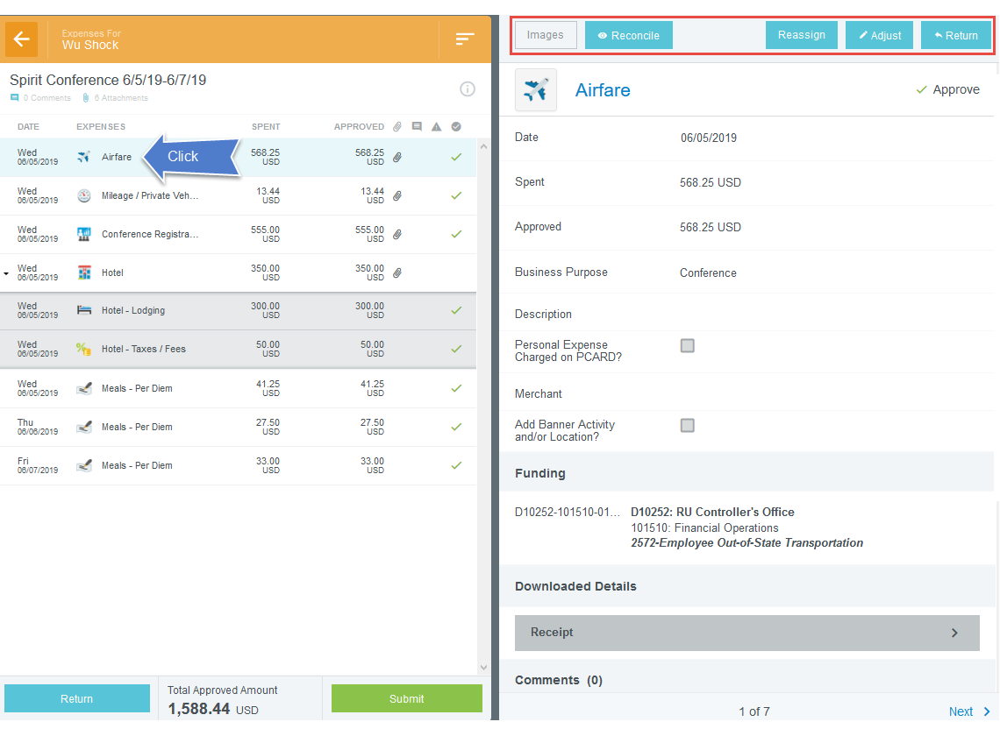 Expenses For
Wu Shock
Spirit Conference 6/5/19-6/7/19
0 Comments 6 Attachments
DATE EXPENSES SPENT APPROVED
Wed
06/05/2019
Airfare
Click
568.25
USD
568.25
USD
Wed
06/05/2019
Mileage / Private Veh...
13.44
USD
13.44
USD
Wed
06/05/2019
Conference Registra...
555.00
USD
555.00
USD
Wed
06/05/2019
Hotel
350.00
USD
350.00
USD
Wed
06/05/2019
Hotel - Lodging
300.00
USD
300.00
USD
Wed
06/05/2019
Hotel - Taxes / Fees
50.00
USD
50.00
USD
Wed
06/05/2019
Meals - Per Diem
41.25
USD
41.25
USD
Thu
06/06/2019
Meals - Per Diem
27.50
USD
27.50
USD
Fri
06/07/2019
Meals - Per Diem
33.00
USD
33.00
USD
Return
Total Approved Amount
1,588.44 USD
Submit
Images Reconcile Reassign Adjust Return
Airfare
Approve
Date 06/05/2019
Spent 568.25 USD
Approved 568.25 USD
Business Purpose Conference
Description
Personal Expense
Charged on PCARD?
Merchant
Add Banner Activity
and/or Location?
Funding
D10252-101510-01... D10252: RU Controller's Office
101510: Financial Operations
2572-Employee Out-of-State Transportation
Downloaded Details
Receipt
Comments (0)
1 of 7
Next